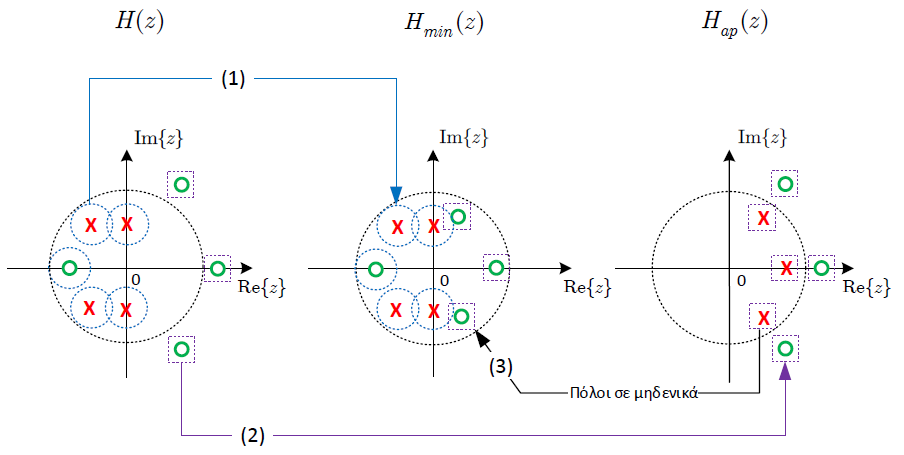 H(z) H_min(z) H_ap(z)
(1)
Im{z} Im{z} Im{z}
X X X X X
0 0 X 0
Re{z} Re{z} Re{z}
X X X X X
(3)
Πόλοι σε μηδενικά
(2)